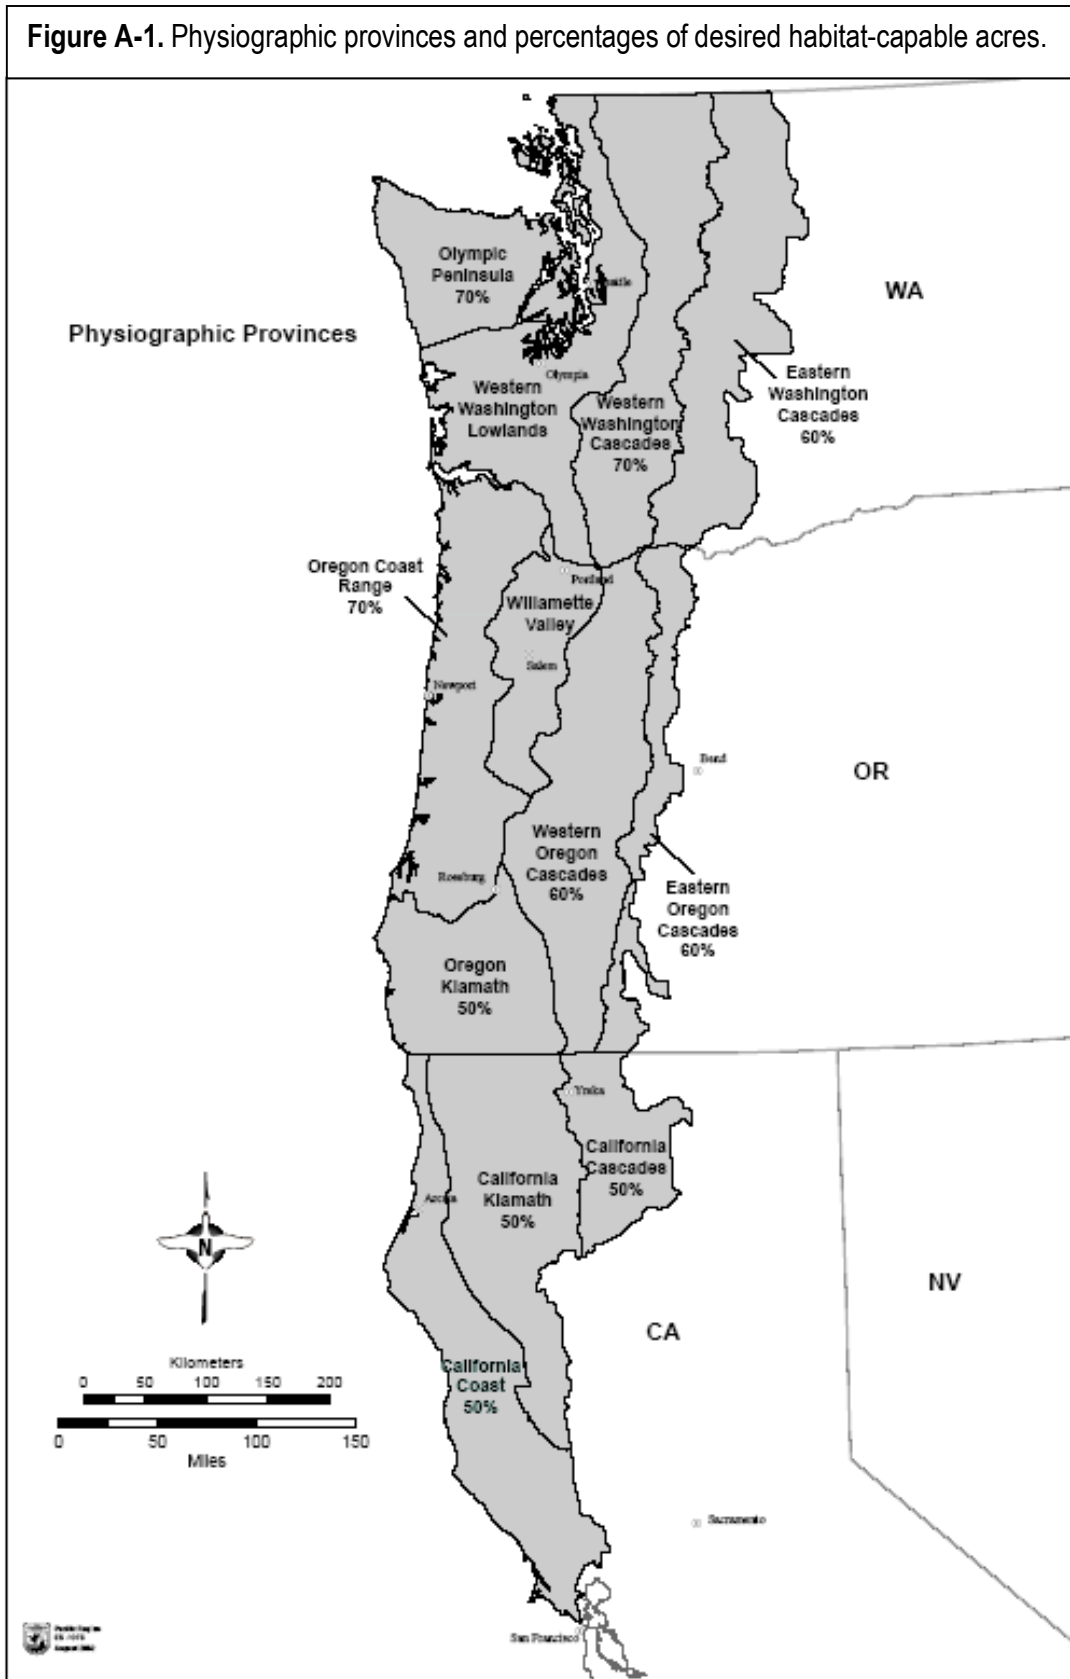 Figure A-1. Physiographic provinces and percentages of desired habitat-capable acres.
Olympic
Peninsula
70%
WA
Physiographic Provinces
Olympia
Western
Washington
Lowlands
Western
Washington
Cascades
70%
Eastern
Washington
Cascades
60%
Oregon Coast
Range
70%
Portland
Willamette
Valley
Salem
Newport
Bend
OR
Western
Oregon
Cascades
60%
Roseburg
Eastern
Oregon
Cascades
60%
Oregon
Klamath
50%
Yreka
California
Cascades
50%
California
Klamath
50%
Arcata
N
NV
CA
California
Coast
50%
Kilometers
0 50 100 150 200
0 50 100 150
Miles
Sacramento
San Francisco
Pacific Region